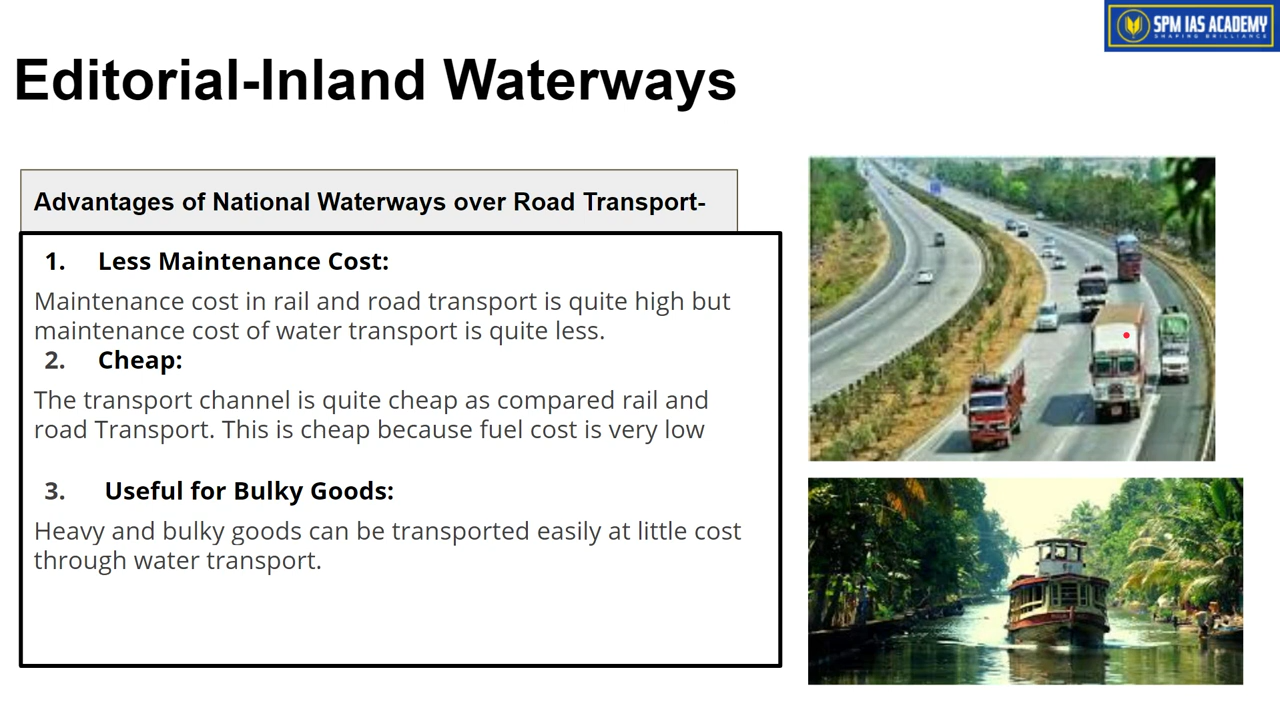 SPM IAS ACADEMY
SHAPING BRILLIANCE
Editorial-Inland Waterways
Advantages of National Waterways over Road Transport-
1. Less Maintenance Cost:
Maintenance cost in rail and road transport is quite high but
maintenance cost of water transport is quite less.
2. Cheap:
The transport channel is quite cheap as compared rail and
road Transport. This is cheap because fuel cost is very low
3. Useful for Bulky Goods:
Heavy and bulky goods can be transported easily at little cost
through water transport.